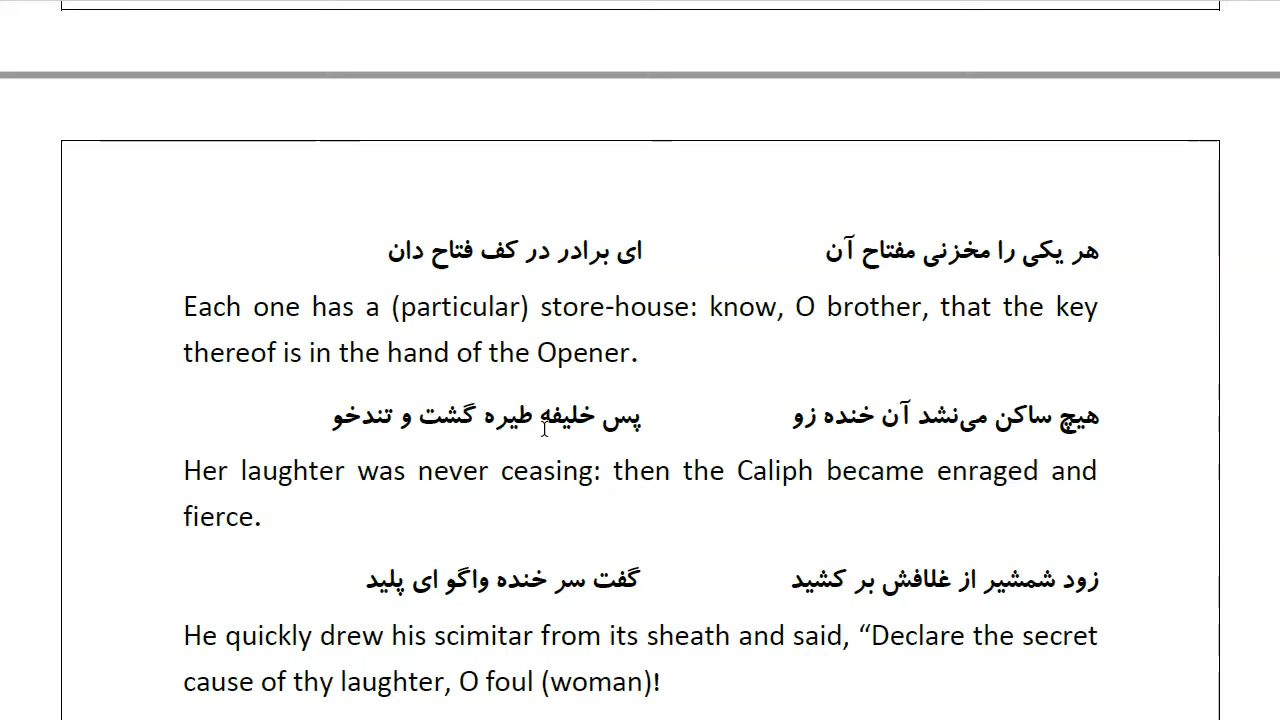 هر یکی را مخزنی مفتاح آن ای برادر در کف فتاح دان
Each one has a (particular) store-house: know, O brother, that the key
thereof is in the hand of the Opener.
هیچ ساکن می‌نشد آن خنده زو پس خلیفه طیره گشت و تندخو
Her laughter was never ceasing: then the Caliph became enraged and
fierce.
زود شمشیر از غلافش بر کشید گفت سر خنده واگو ای پلید
He quickly drew his scimitar from its sheath and said, “Declare the secret
cause of thy laughter, O foul (woman)!